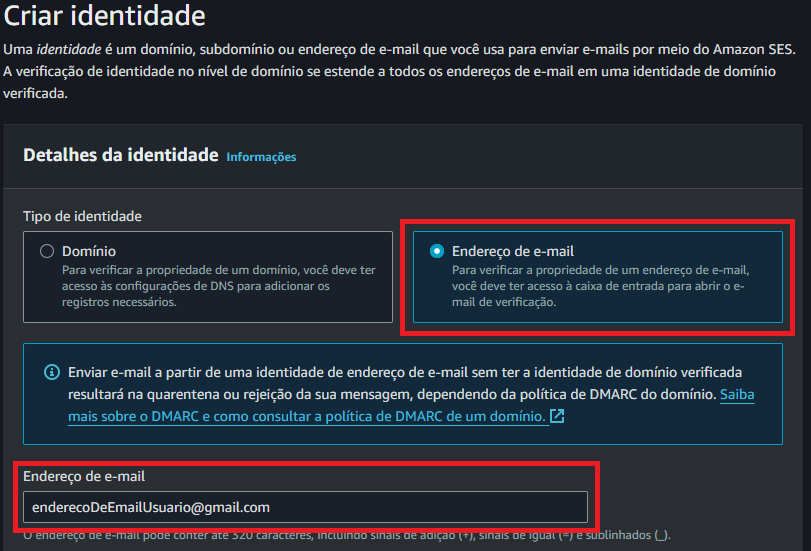 Criar identidade
Uma identidade é um domínio, subdomínio ou endereço de e-mail que você usa para enviar e-mails por meio do Amazon SES.
A verificação de identidade no nível de domínio se estende a todos os endereços de e-mail em uma identidade de domínio
verificada.
Detalhes da identidade Informações
Tipo de identidade
Domínio
Para verificar a propriedade de um domínio, você deve ter
acesso às configurações de DNS para adicionar os
registros necessários.
Endereço de e-mail
Para verificar a propriedade de um endereço de e-mail,
você deve ter acesso à caixa de entrada para abrir o e-
mail de verificação.
Enviar e-mail a partir de uma identidade de endereço de e-mail sem ter a identidade de domínio verificada
resultará na quarentena ou rejeição da sua mensagem, dependendo da política de DMARC do domínio. Saiba
mais sobre o DMARC e como consultar a política de DMARC de um domínio.
Endereço de e-mail
enderecoDeEmailUsuario@gmail.com
O endereço de e-mail pode conter até 320 caracteres, incluindo sinais de adição (+), sinais de igual (=) e sublinhados (_).